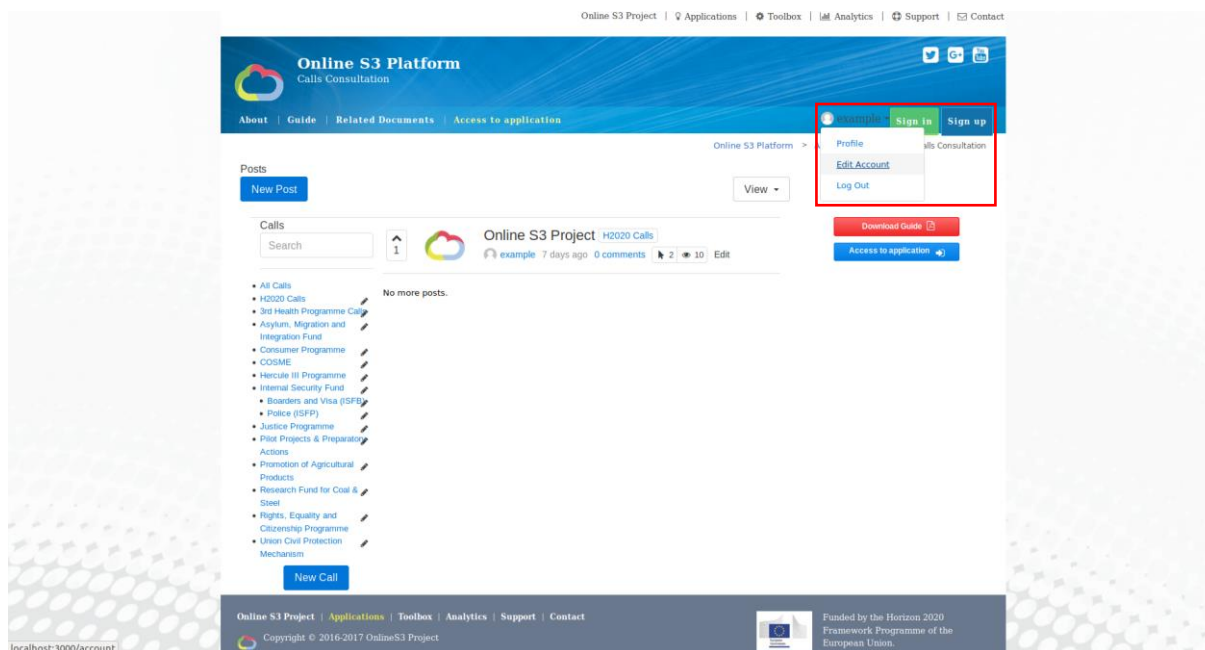 Online S3 Project | Applications | Toolbox | Analytics | Support | Contact
Online S3 Platform
Calls Consultation
About | Guide | Related Documents | Access to application
example Sign in Sign up
Online S3 Platform > A alls Consultation
Profile
Edit Account
Log Out
Posts
New Post
View
Download Guide
Access to application
Calls
Search
1
Online S3 Project H2020 Calls
example 7 days ago 0 comments 2 10 Edit
No more posts.
All Calls
H2020 Calls
3rd Health Programme Calls
Asylum, Migration and
Integration Fund
Consumer Programme
COSME
Hercule III Programme
Internal Security Fund
Boarders and Visa (ISFB)
Police (ISFP)
Justice Programme
Pilot Projects & Preparatory
Actions
Promotion of Agricultural
Products
Research Fund for Coal &
Steel
Rights, Equality and
Citizenship Programme
Union Civil Protection
Mechanism
New Call
Online S3 Project | Applications | Toolbox | Analytics | Support | Contact
Copyright © 2016-2017 OnlineS3 Project
Funded by the Horizon 2020
Framework Programme of the
European Union.
localhost:3000/account